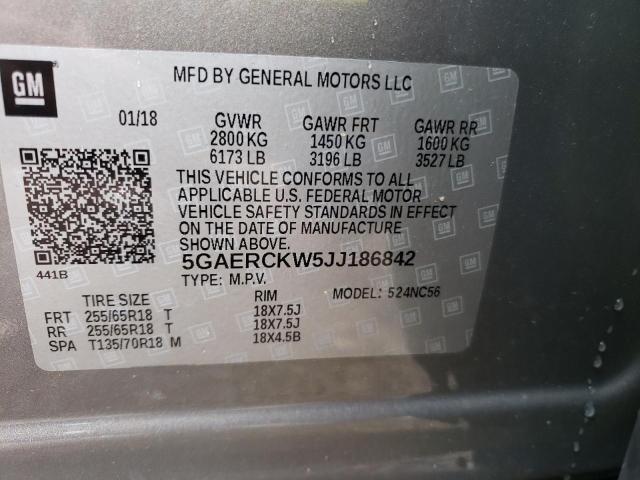 GM
MFD BY GENERAL MOTORS LLC
01/18 GVWR GAWR FRT GAWR RR
2800 KG 1450 KG 1600 KG
6173 LB 3196 LB 3527 LB
THIS VEHICLE CONFORMS TO ALL
APPLICABLE U.S. FEDERAL MOTOR
VEHICLE SAFETY STANDARDS IN EFFECT
ON THE DATE OF MANUFACTURE
SHOWN ABOVE.
441B 5GAERCKW5JJ186842
TYPE: M.P.V. MODEL: 524NC56
TIRE SIZE RIM
FRT 255/65R18 T 18X7.5J
RR 255/65R18 T 18X7.5J
SPA T135/70R18 M 18X4.5B